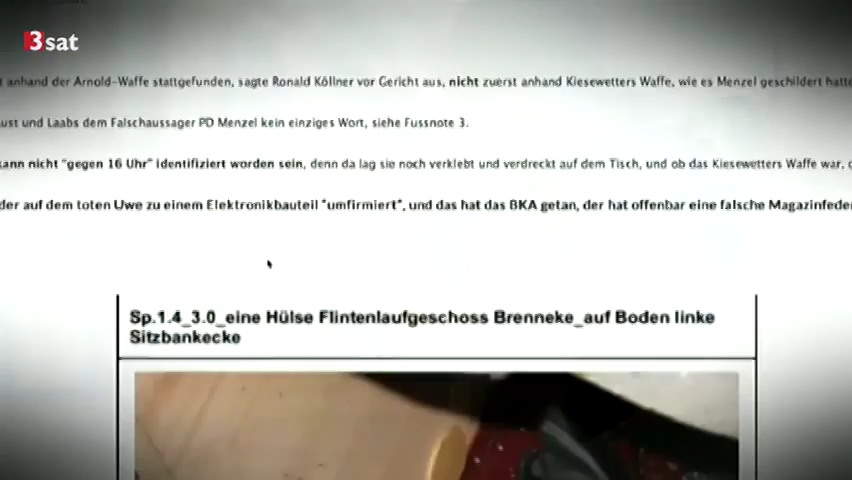 3sat
anhand der Arnold-Waffe stattgefunden, sagte Ronald Köllner vor Gericht aus, nicht zuerst anhand Kiesewetters Waffe, wie es Menzel geschildert hatte
ust und Laabs dem Falschaussager PD Menzel kein einziges Wort, siehe Fussnote 3.
ann nicht "gegen 16 Uhr" identifiziert worden sein, denn da lag sie noch verklebt und verdreckt auf dem Tisch, und ob das Kiesewetters Waffe war,
der auf dem toten Uwe zu einem Elektronikbauteil "umfirmiert", und das hat das BKA getan, der hat offenbar eine falsche Magazinfede
Sp.1.4_3.0_eine Hülse Flintenlaufgeschoss Brenneke_auf Boden linke
Sitzbankecke